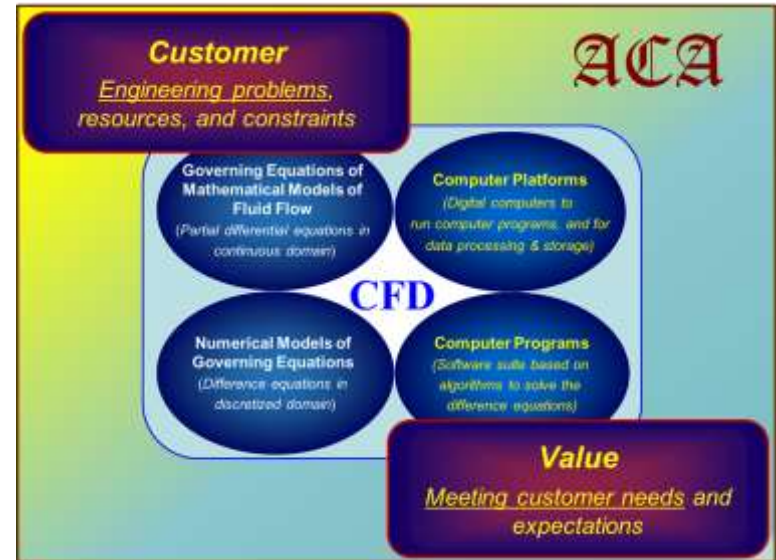 Customer
Engineering problems,
resources, and constraints
ACA
Governing Equations of
Mathematical Models of
Fluid Flow
(Partial differential equations in
continuous domain)
Computer Platforms
(Digital computers to
run computer programs, and for
data processing & storage)
CFD
Numerical Models of
Governing Equations
(Difference equations in
discretized domain)
Computer Programs
(Software suite based on
algorithms to solve the
difference equations)
Value
Meeting customer needs and
expectations